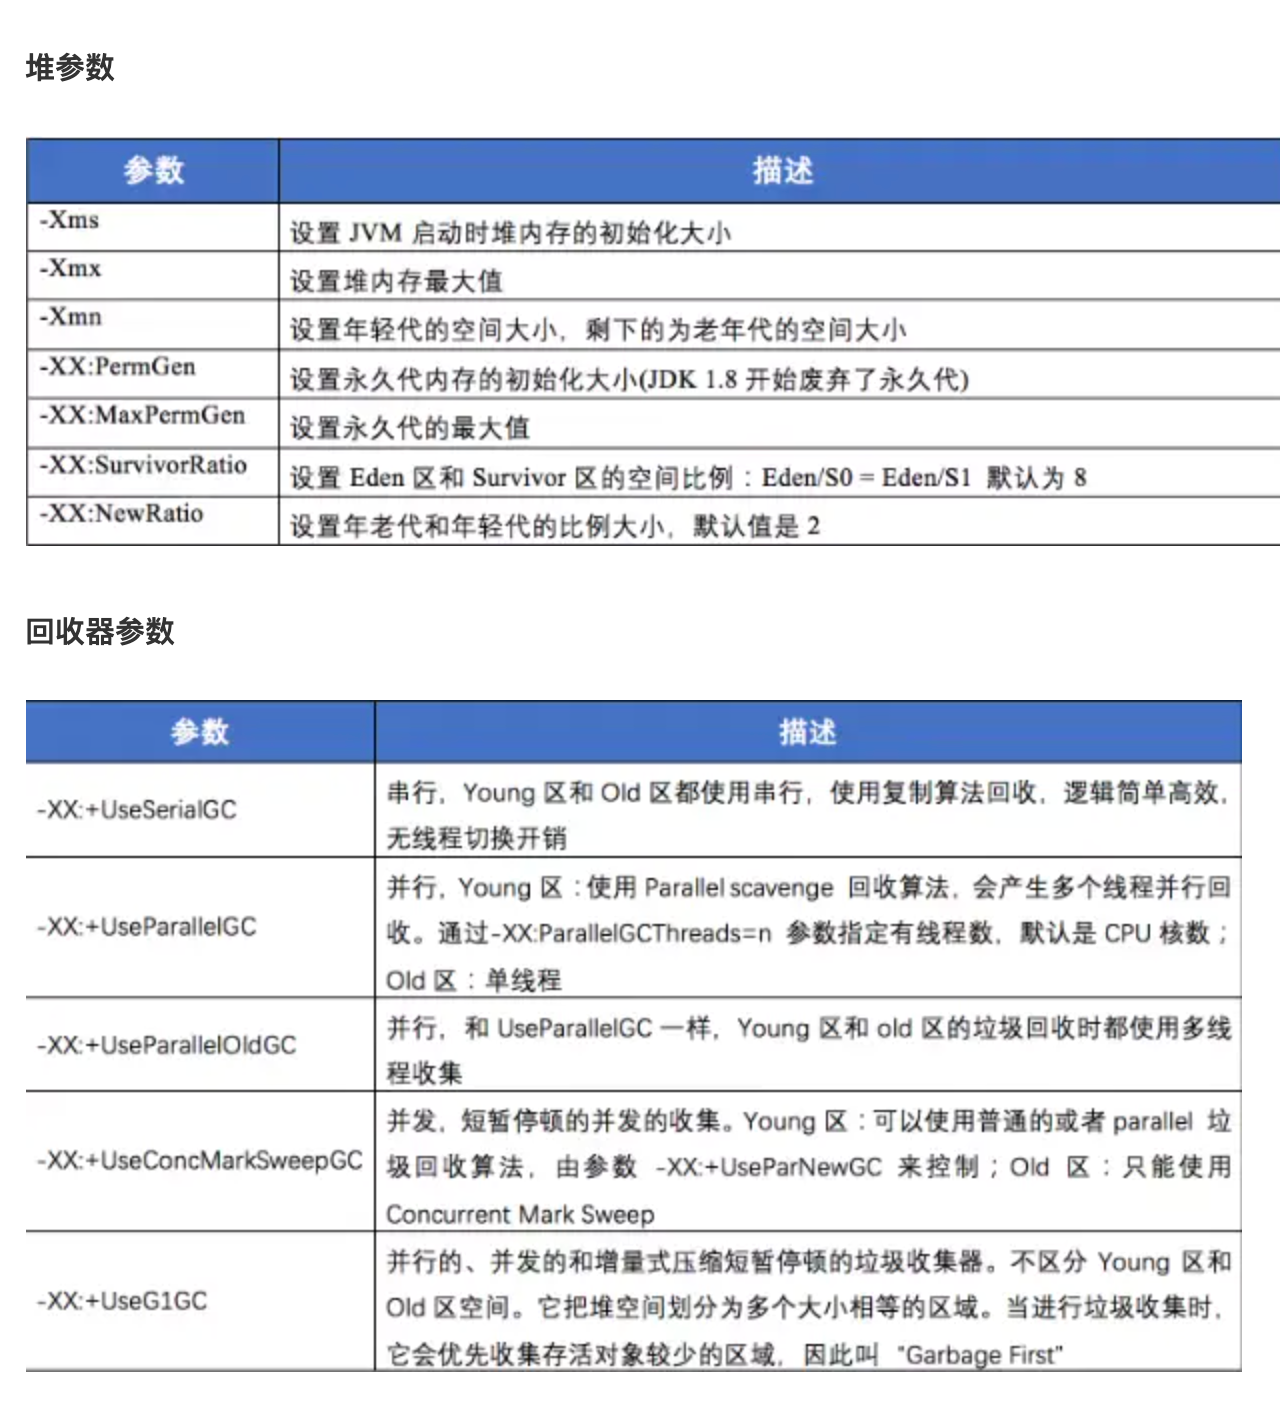 堆参数
参数 描述
-Xms 设置 JVM 启动时堆内存的初始化大小
-Xmx 设置堆内存最大值
-Xmn 设置年轻代的空间大小，剩下的为老年代的空间大小
-XX:PermGen 设置永久代内存的初始化大小(JDK 1.8 开始废弃了永久代)
-XX:MaxPermGen 设置永久代的最大值
-XX:SurvivorRatio 设置 Eden 区和 Survivor 区的空间比例：Eden/S0 = Eden/S1 默认为 8
-XX:NewRatio 设置年老代和年轻代的比例大小，默认值是 2
回收器参数
参数 描述
-XX:+UseSerialGC
串行，Young 区和 Old 区都使用串行，使用复制算法回收，逻辑简单高效，
无线程切换开销
-XX:+UseParallelGC
并行，Young 区：使用 Parallel scavenge 回收算法，会产生多个线程并行回
收。通过-XX:ParallelGCThreads=n 参数指定有线程数，默认是 CPU 核数；
Old 区：单线程
-XX:+UseParallelOldGC
并行，和 UseParallelGC 一样，Young 区和 old 区的垃圾回收时都使用多线
程收集
-XX:+UseConcMarkSweepGC
并发，短暂停顿的并发的收集。Young 区：可以使用普通的或者 parallel 垃
圾回收算法，由参数 -XX:+UseParNewGC 来控制；Old 区：只能使用
Concurrent Mark Sweep
-XX:+UseG1GC
并行的、并发的和增量式压缩短暂停顿的垃圾收集器。不区分 Young 区和
Old 区空间。它把堆空间划分为多个大小相等的区域。当进行垃圾收集时，
它会优先收集存活对象较少的区域，因此叫 "Garbage First"